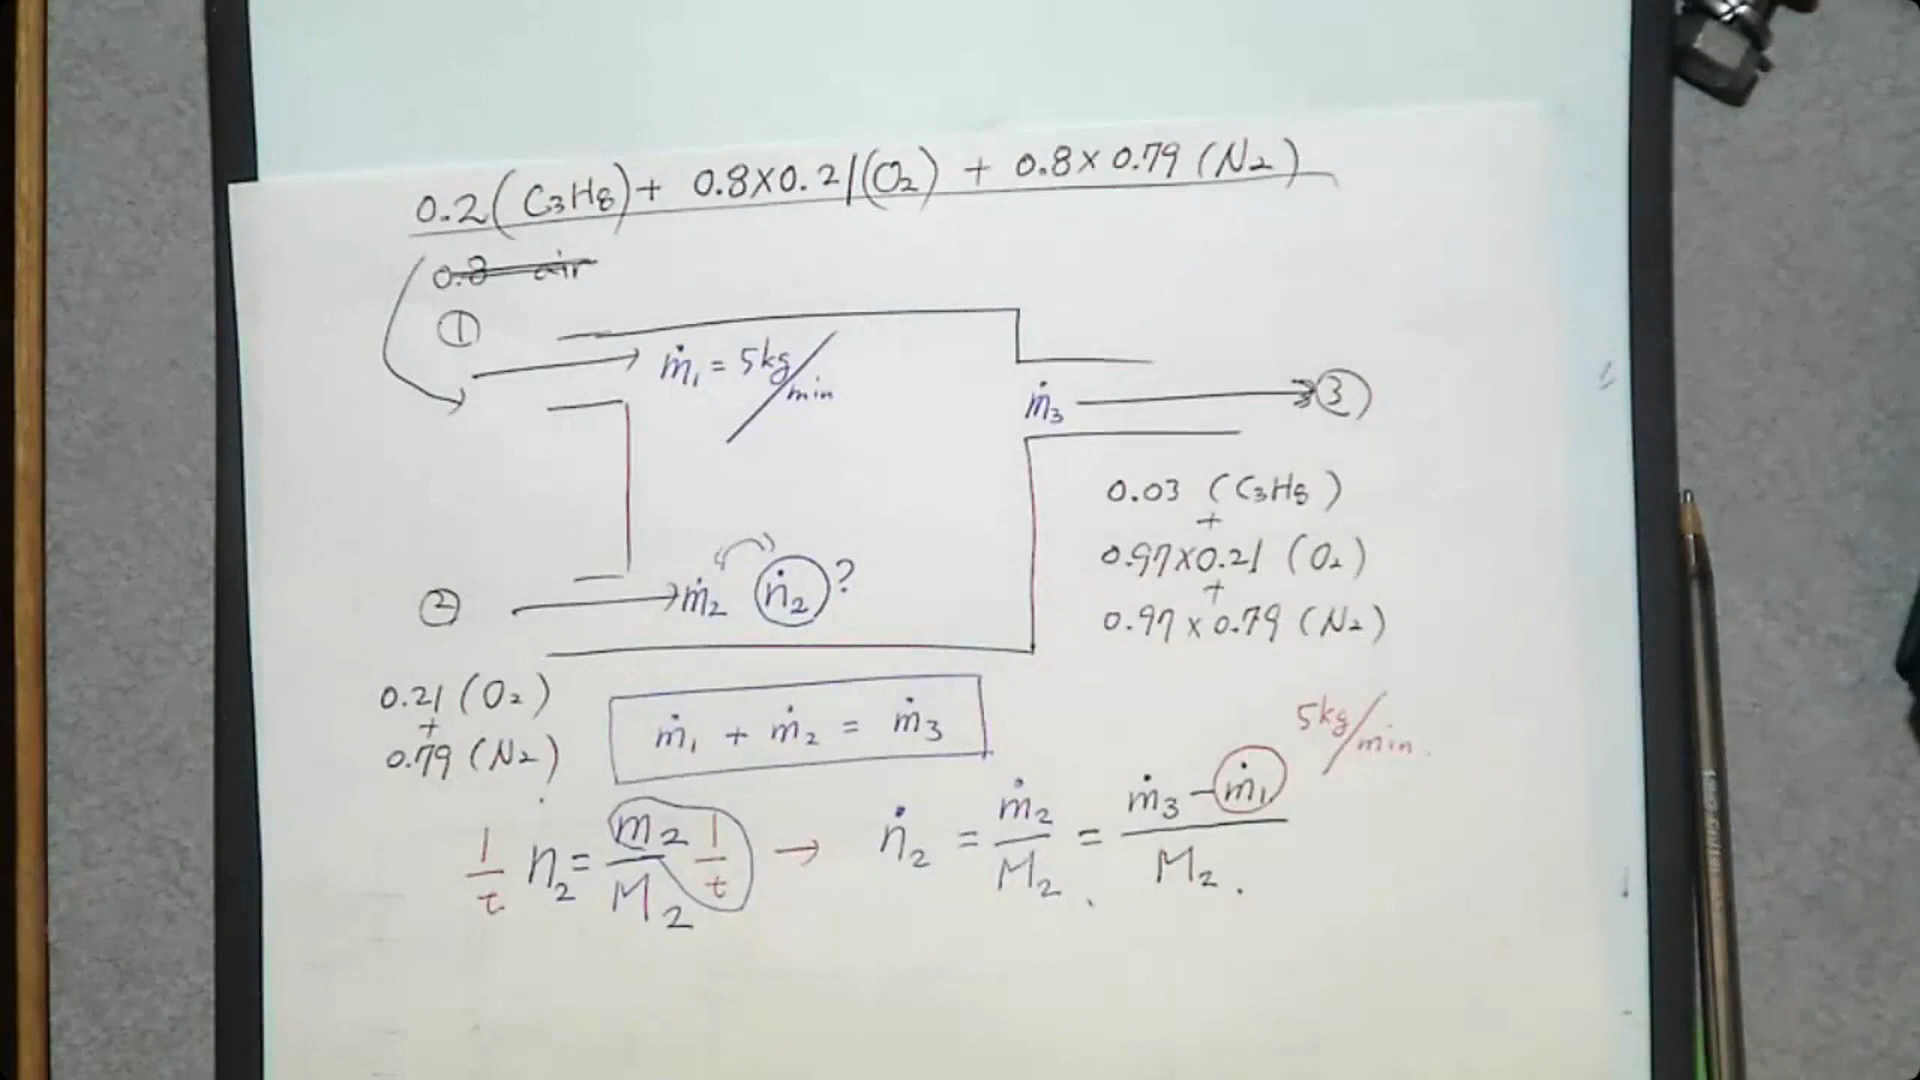 0.2(C3H8)+ 0.8×0.21(O2) + 0.8×0.79 (N2)
0.8 air
①
ṁ1 = 5kg/min
ṁ3
③
0.03 (C3H8)
+
0.97×0.21 (O2)
+
0.97×0.79 (N2)
② ṁ2 ṅ2?
0.21 (O2)
+
0.79 (N2)
ṁ1 + ṁ2 = ṁ3
5kg/min.
1/t n2 = m2/M2 1/t → ṅ2 = ṁ2/M2 = ṁ3 - ṁ1/M2.